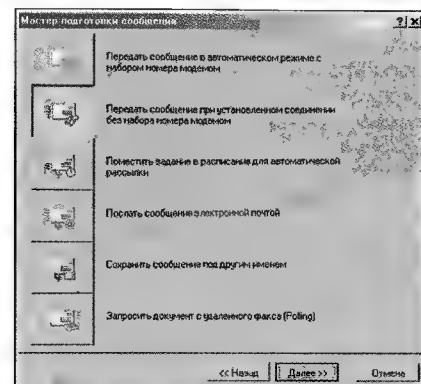 Мастер подготовки сообщения
Передать сообщение в автоматическом режиме с
набором номера модемом
Передать сообщение при установленном соединении
без набора номера модемом
Поместить задание в расписание для автоматической
рассылки
Послать сообщение электронной почтой
Сохранить сообщение под другим именем
Запросить документ с удаленного факса (Polling)
<< Назад Далее >> Отмена